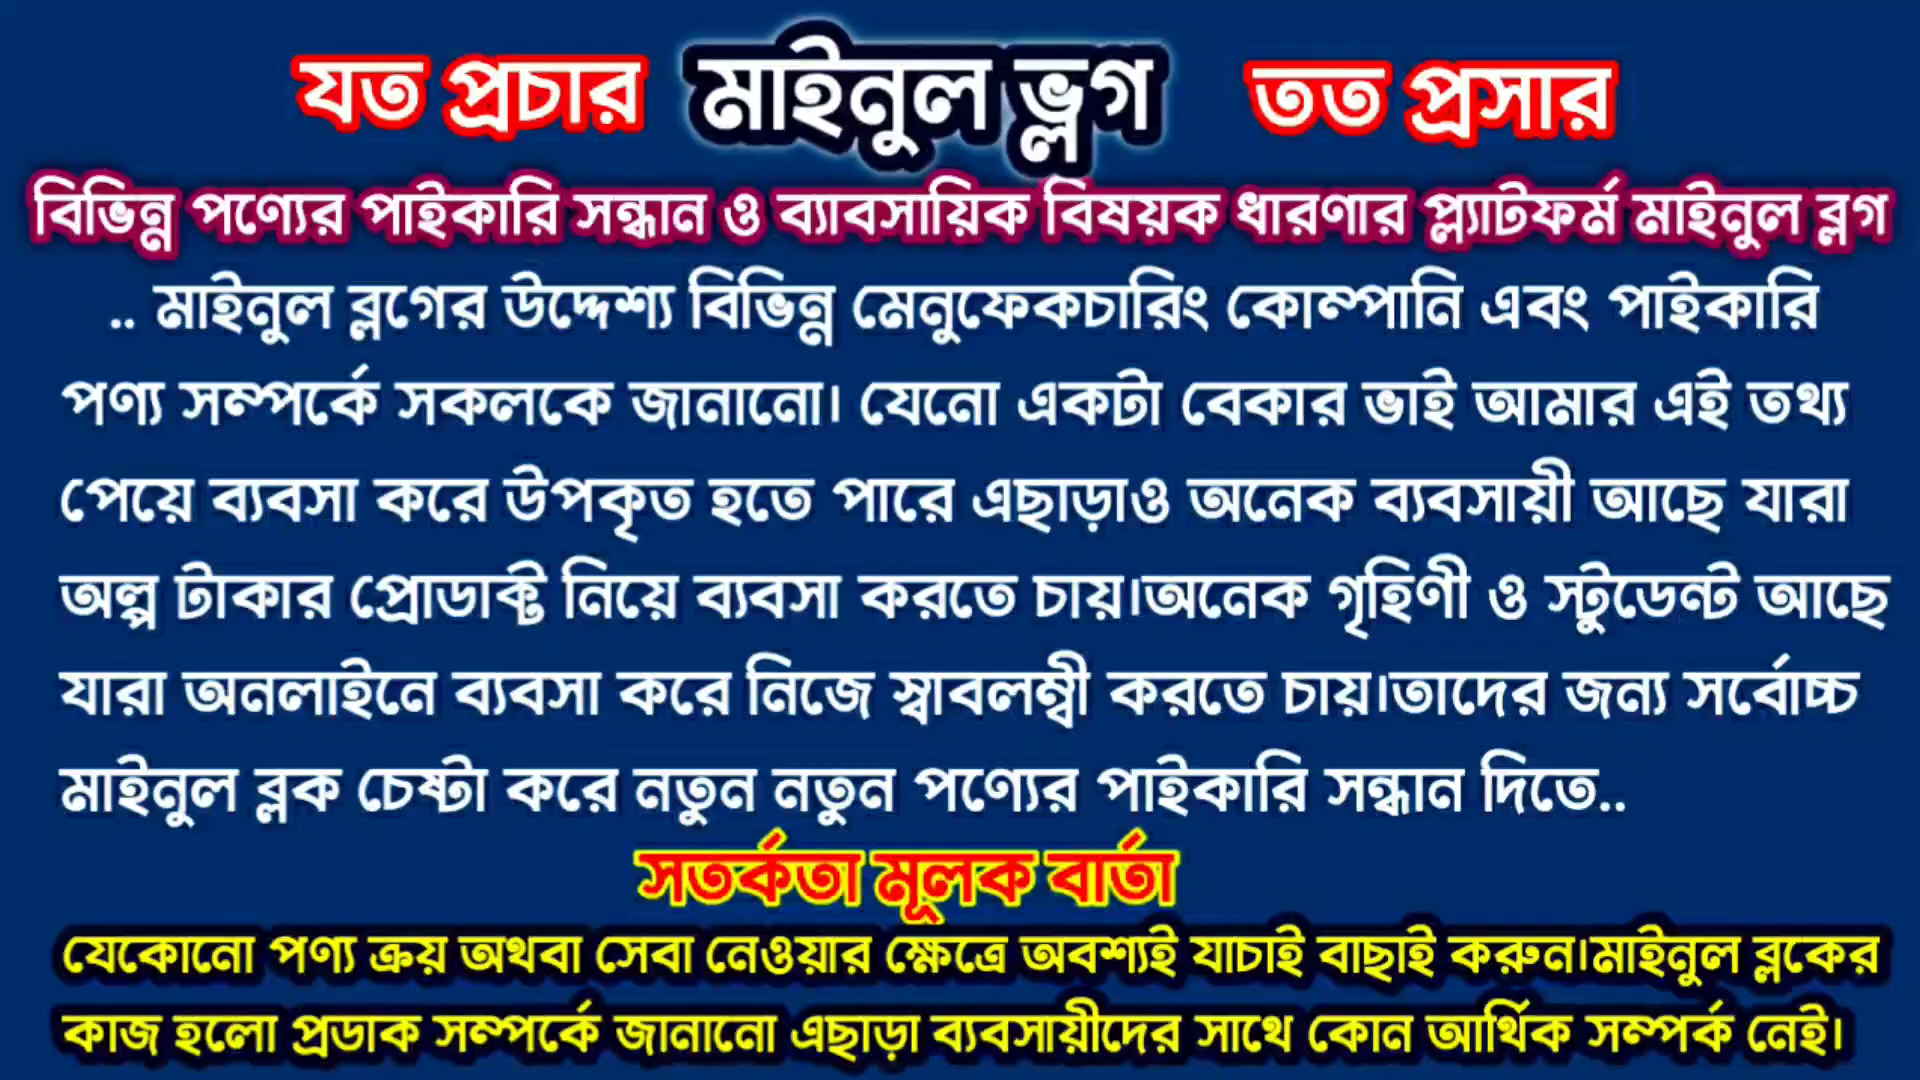 যত প্রচার মাইনুল ভ্লগ তত প্রসার
বিভিন্ন পণ্যের পাইকারি সন্ধান ও ব্যাবসায়িক বিষয়ক ধারণার প্ল্যাটফর্ম মাইনুল ব্লগ
.. মাইনুল ব্লগের উদ্দেশ্য বিভিন্ন মেনুফেকচারিং কোম্পানি এবং পাইকারি
পণ্য সম্পর্কে সকলকে জানানো। যেনো একটা বেকার ভাই আমার এই তথ্য
পেয়ে ব্যবসা করে উপকৃত হতে পারে এছাড়াও অনেক ব্যবসায়ী আছে যারা
অল্প টাকার প্রোডাক্ট নিয়ে ব্যবসা করতে চায়।অনেক গৃহিণী ও স্টুডেন্ট আছে
যারা অনলাইনে ব্যবসা করে নিজে স্বাবলম্বী করতে চায়।তাদের জন্য সর্বোচ্চ
মাইনুল ব্লক চেষ্টা করে নতুন নতুন পণ্যের পাইকারি সন্ধান দিতে..
সতর্কতা মূলক বার্তা
যেকোনো পণ্য ক্রয় অথবা সেবা নেওয়ার ক্ষেত্রে অবশ্যই যাচাই বাছাই করুন।মাইনুল ব্লকের
কাজ হলো প্রডাক সম্পর্কে জানানো এছাড়া ব্যবসায়ীদের সাথে কোন আর্থিক সম্পর্ক নেই।